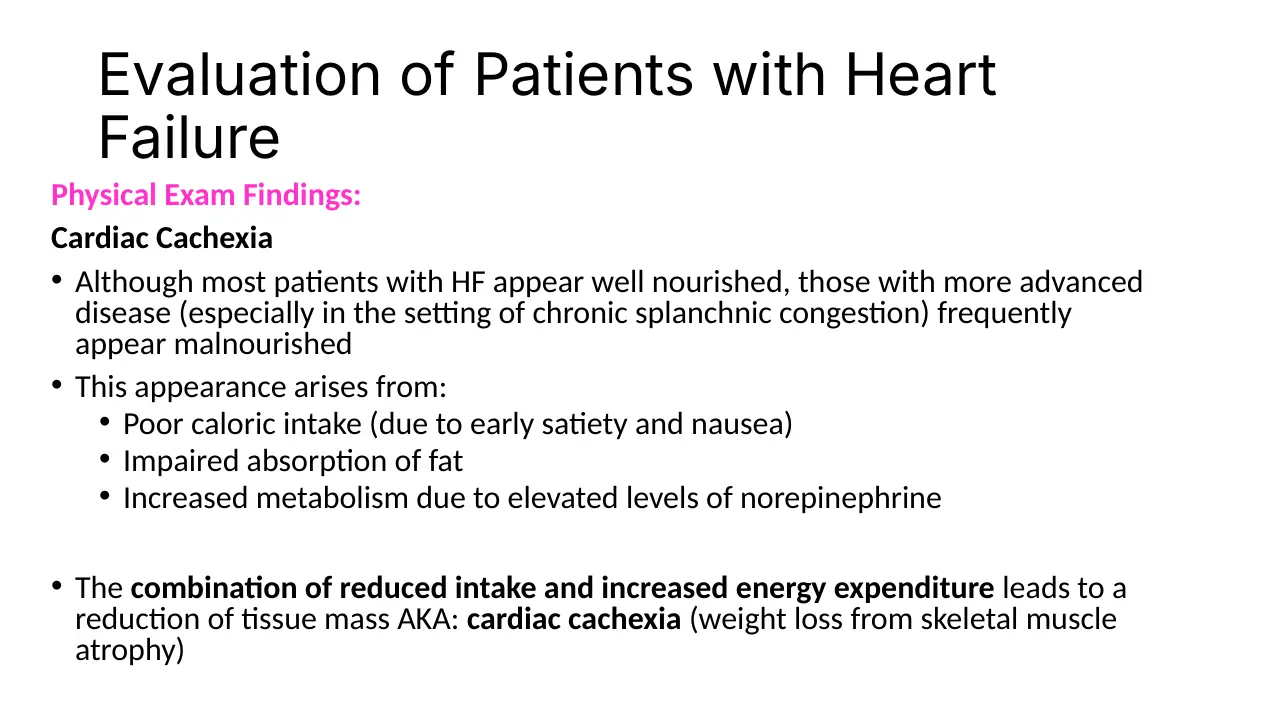 Evaluation of Patients with Heart
Failure
Physical Exam Findings:
Cardiac Cachexia
• Although most patients with HF appear well nourished, those with more advanced
disease (especially in the setting of chronic splanchnic congestion) frequently
appear malnourished
• This appearance arises from:
• Poor caloric intake (due to early satiety and nausea)
• Impaired absorption of fat
• Increased metabolism due to elevated levels of norepinephrine
• The combination of reduced intake and increased energy expenditure leads to a
reduction of tissue mass AKA: cardiac cachexia (weight loss from skeletal muscle
atrophy)